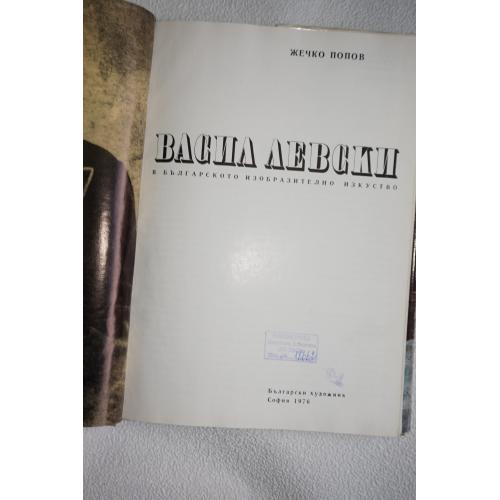 ЖЕЧКО ПОПОВ
ВАСИЛ ЛЕВСКИ
В БЪЛГАРСКОТО ИЗОБРАЗИТЕЛНО ИЗКУСТВО
Български художник
София 1976